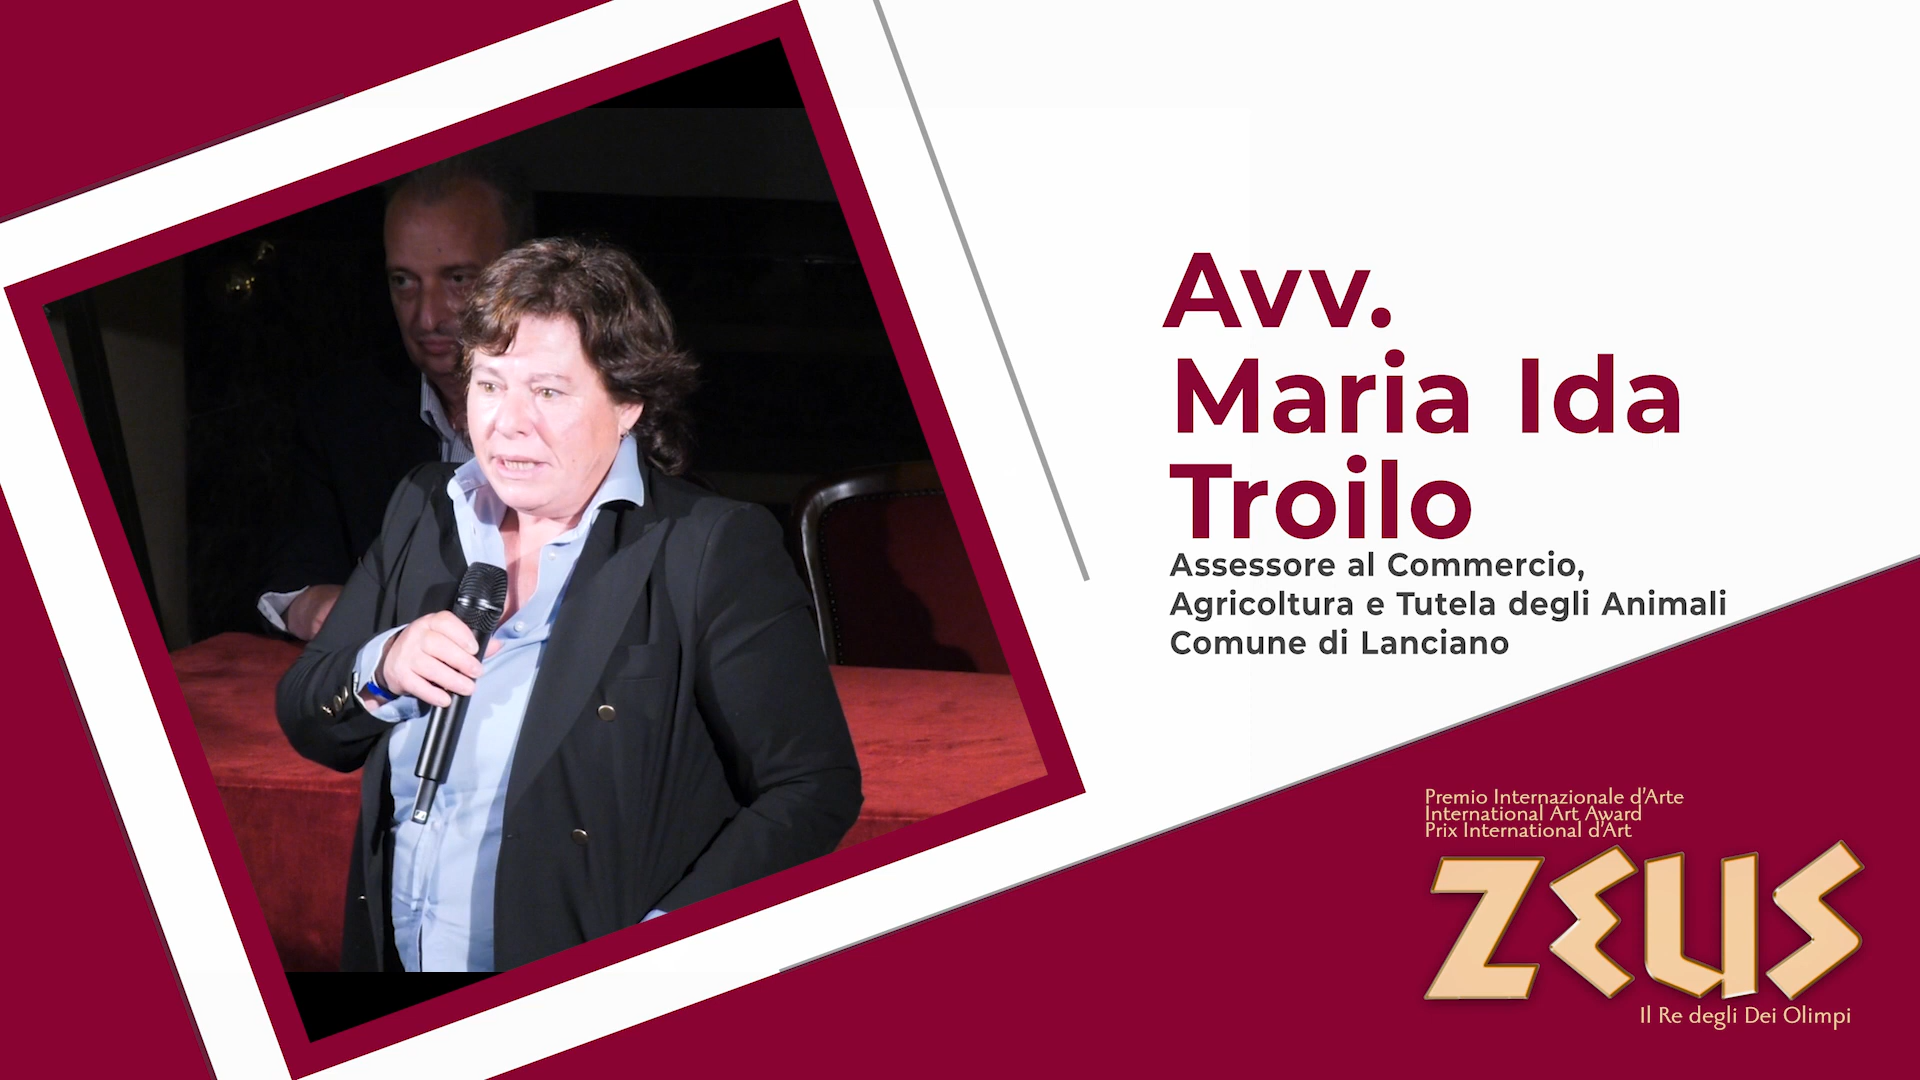 Avv.
Maria Ida
Troilo
Assessore al Commercio,
Agricoltura e Tutela degli Animali
Comune di Lanciano
Premio Internazionale d'Arte
International Art Award
Prix International d'Art
ZEUS
Il Re degli Dei Olimpi